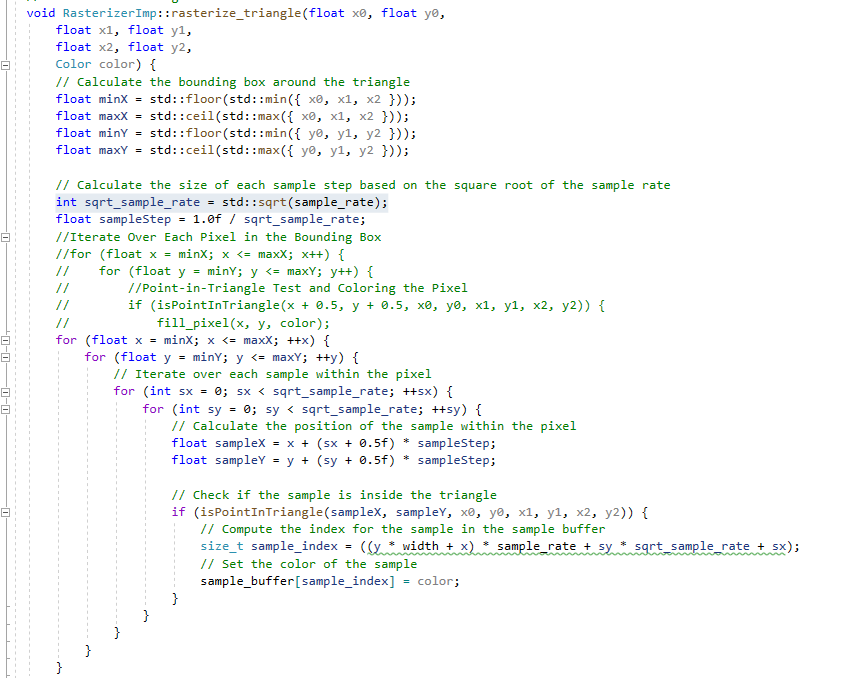 void RasterizerImp::rasterize_triangle(float x0, float y0,
float x1, float y1,
float x2, float y2,
Color color) {
// Calculate the bounding box around the triangle
float minX = std::floor(std::min({ x0, x1, x2 }));
float maxX = std::ceil(std::max({ x0, x1, x2 }));
float minY = std::floor(std::min({ y0, y1, y2 }));
float maxY = std::ceil(std::max({ y0, y1, y2 }));
// Calculate the size of each sample step based on the square root of the sample rate
int sqrt_sample_rate = std::sqrt(sample_rate);
float sampleStep = 1.0f / sqrt_sample_rate;
//Iterate Over Each Pixel in the Bounding Box
//for (float x = minX; x <= maxX; x++) {
//    for (float y = minY; y <= maxY; y++) {
//        //Point-in-Triangle Test and Coloring the Pixel
//        if (isPointInTriangle(x + 0.5, y + 0.5, x0, y0, x1, y1, x2, y2)) {
//            fill_pixel(x, y, color);
for (float x = minX; x <= maxX; ++x) {
for (float y = minY; y <= maxY; ++y) {
// Iterate over each sample within the pixel
for (int sx = 0; sx < sqrt_sample_rate; ++sx) {
for (int sy = 0; sy < sqrt_sample_rate; ++sy) {
// Calculate the position of the sample within the pixel
float sampleX = x + (sx + 0.5f) * sampleStep;
float sampleY = y + (sy + 0.5f) * sampleStep;
// Check if the sample is inside the triangle
if (isPointInTriangle(sampleX, sampleY, x0, y0, x1, y1, x2, y2)) {
// Compute the index for the sample in the sample buffer
size_t sample_index = ((y * width + x) * sample_rate + sy * sqrt_sample_rate + sx);
// Set the color of the sample
sample_buffer[sample_index] = color;
}
}
}
}
}